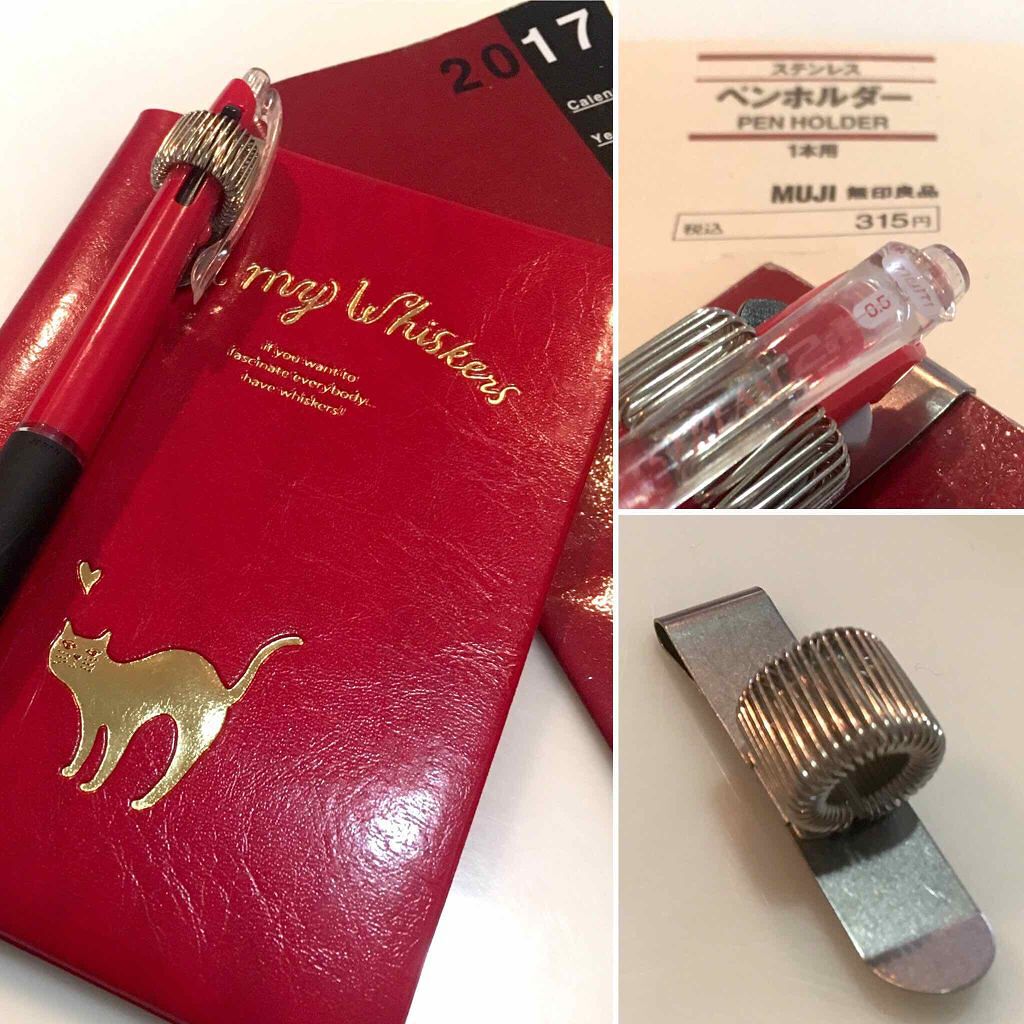 2017
Calen
Ye
my Whiskers
if you want to
fascinate everybody...
have whiskers!!
ステンレス
ペンホルダー
PEN HOLDER
1本用
MUJI 無印良品
税込 315円
0.5